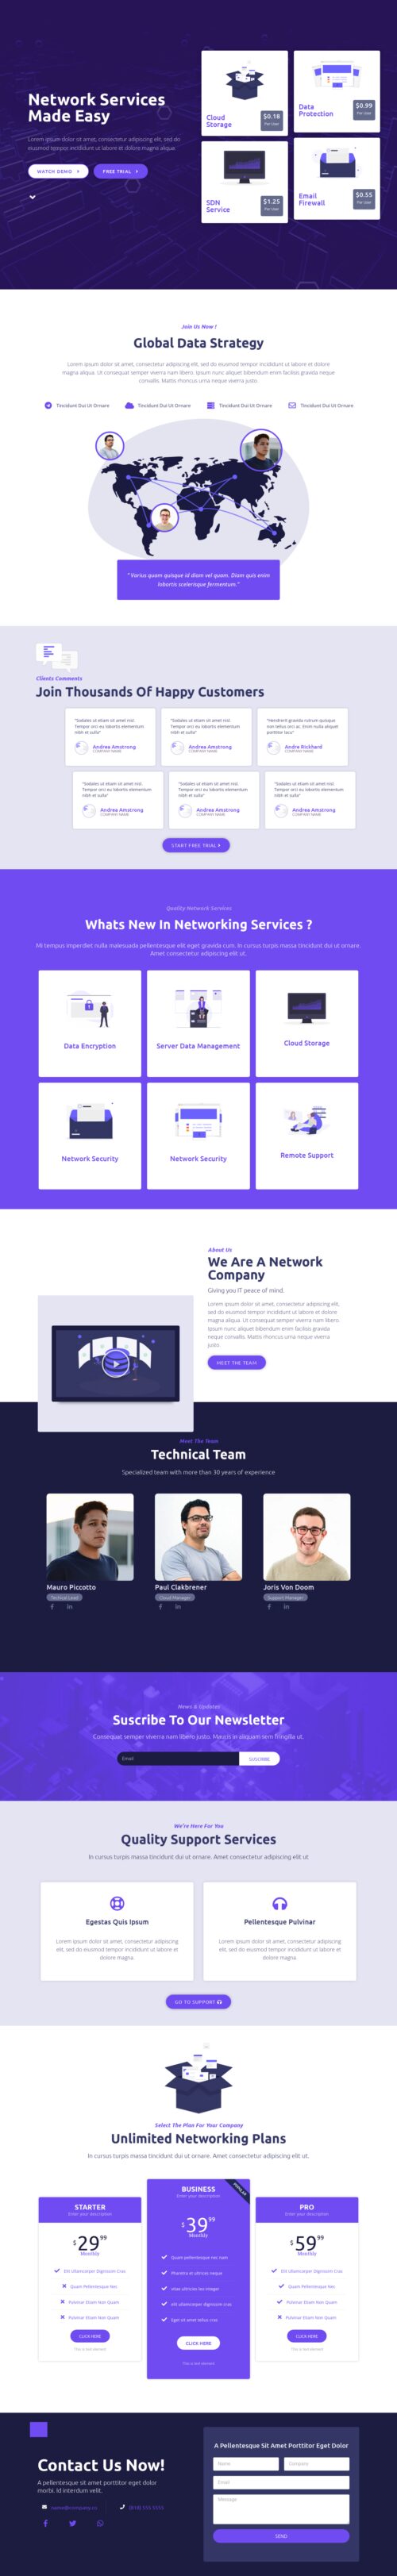 Network Services
Made Easy
Lorem ipsum dolor sit amet, consectetur adipiscing elit, sed do
eiusmod tempor incididunt ut labore et dolore magna aliqua.
WATCH DEMO
FREE TRIAL
Cloud
Storage
$0.18
Per User
Data
Protection
$0.99
Per User
SDN
Service
$1.25
Per User
Email
Firewall
$0.55
Per User
Join Us Now !
Global Data Strategy
Lorem ipsum dolor sit amet, consectetur adipiscing elit, sed do eiusmod tempor incididunt ut labore et dolore
magna aliqua. Ut consequat semper viverra nam libero. Ipsum nunc aliquet bibendum enim facilisis gravida neque
convallis. Mattis rhoncus urna neque viverra justo.
Tincidunt Dui Ut Ornare
Tincidunt Dui Ut Ornare
Tincidunt Dui Ut Ornare
Tincidunt Dui Ut Ornare
" Varius quam quisque id diam vel quam. Diam quis enim
lobortis scelerisque fermentum."
Clients Comments
Join Thousands Of Happy Customers
"Sodales ut etiam sit amet nisl.
Tempor orci eu lobortis elementum
nibh et sulla"
Andrea Amstrong
COMPANY NAME
"Sodales ut etiam sit amet nisl.
Tempor orci eu lobortis elementum
nibh et sulla"
Andrea Amstrong
COMPANY NAME
"Hendrerit gravida rutrum quisque
non tellus orci ac. Enim nulla aliquet
porttitor lacu"
Andre Rickhard
COMPANY NAME
"Sodales ut etiam sit amet nisl.
Tempor orci eu lobortis elementum
nibh et sulla"
Andrea Amstrong
COMPANY NAME
"Sodales ut etiam sit amet nisl.
Tempor orci eu lobortis elementum
nibh et sulla"
Andrea Amstrong
COMPANY NAME
"Sodales ut etiam sit amet nisl.
Tempor orci eu lobortis elementum
nibh et sulla"
Andrea Amstrong
COMPANY NAME
START FREE TRIAL
Quality Network Services
Whats New In Networking Services ?
Mi tempus imperdiet nulla malesuada pellentesque elit eget gravida cum. In cursus turpis massa tincidunt dui ut ornare.
Amet consectetur adipiscing elit ut.
Data Encryption
Server Data Management
Cloud Storage
Network Security
Network Security
Remote Support
About Us
We Are A Network
Company
Giving you IT peace of mind.
Lorem ipsum dolor sit amet, consectetur adipiscing elit,
sed do eiusmod tempor incididunt ut labore et dolore
magna aliqua. Ut consequat semper viverra nam libero.
Ipsum nunc aliquet bibendum enim facilisis gravida
neque convallis. Mattis rhoncus urna neque viverra
justo.
MEET THE TEAM
Meet The Team
Technical Team
Specialized team with more than 30 years of experience
Mauro Piccotto
Techical Lead
Paul Clakbrener
Cloud Manager
Joris Von Doom
Support Manager
News & Updates
Suscribe To Our Newsletter
Consequat semper viverra nam libero justo. Mauris in aliquam sem fringilla ut.
Email
SUSCRIBE
We're Here For You
Quality Support Services
In cursus turpis massa tincidunt dui ut ornare. Amet consectetur adipiscing elit ut
Egestas Quis Ipsum
Lorem ipsum dolor sit amet, consectetur adipiscing
elit, sed do eiusmod tempor incididunt ut labore et
dolore magna
Pellentesque Pulvinar
Lorem ipsum dolor sit amet, consectetur adipiscing
elit, sed do eiusmod tempor incididunt ut labore et
dolore magna
GO TO SUPPORT
Select The Plan For Your Company
Unlimited Networking Plans
In cursus turpis massa tincidunt dui ut ornare. Amet consectetur adipiscing elit ut.
STARTER
Enter your description
$29.99
Monthly
Elit Ullamcorper Dignissim Cras
Quam Pellentesque Nec
Pulvinar Etiam Non Quam
Pulvinar Etiam Non Quam
CLICK HERE
This is text element
POPULAR
BUSINESS
Enter your description
$39.99
Monthly
Quam pellentesque nec nam
Pharetra et ultrices neque
vitae ultricies leo integer
elit ullamcorper dignissim cras
Eget sit amet tellus cras
CLICK HERE
This is text element
PRO
Enter your description
$59.99
Monthly
Elit Ullamcorper Dignissim Cras
Quam Pellentesque Nec
Pulvinar Etiam Non Quam
Pulvinar Etiam Non Quam
CLICK HERE
This is text element
Contact Us Now!
A pellentesque sit amet porttitor eget dolor
morbi. Id interdum velit.
name@company.co
A Pellentesque Sit Amet Porttitor Eget Dolor
Name
Company
Email
Message
SEND